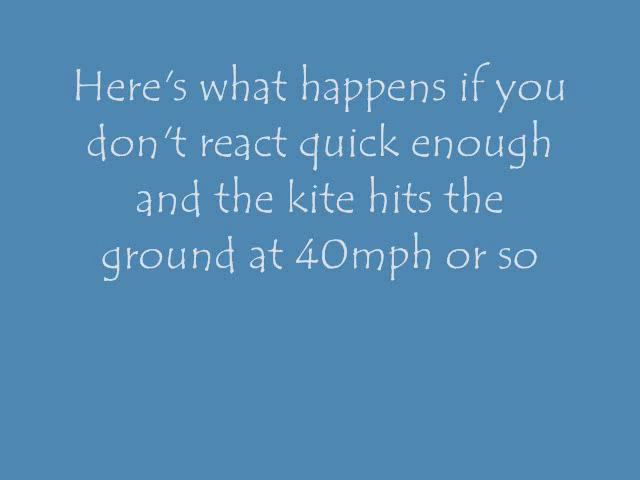 Here's what happens if you
don't react quick enough
and the kite hits the
ground at 40mph or so